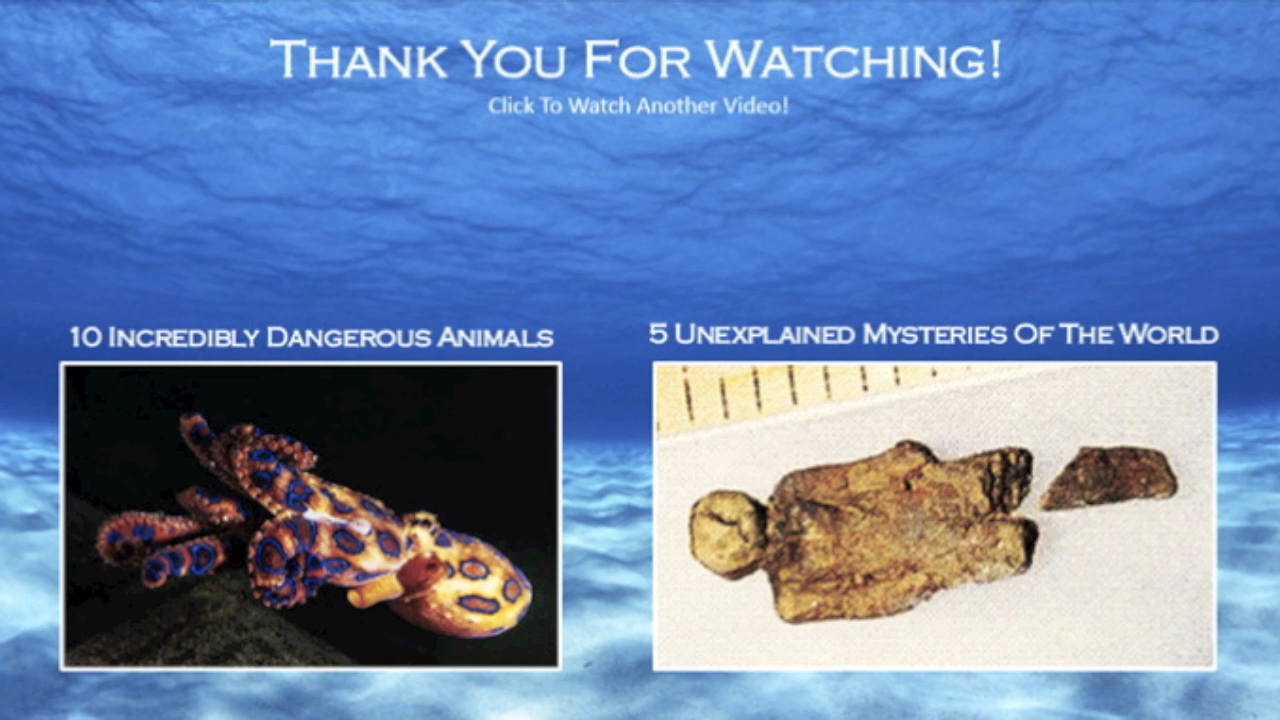 Thank You For Watching!
Click To Watch Another Video!
10 Incredibly Dangerous Animals
5 Unexplained Mysteries Of The World